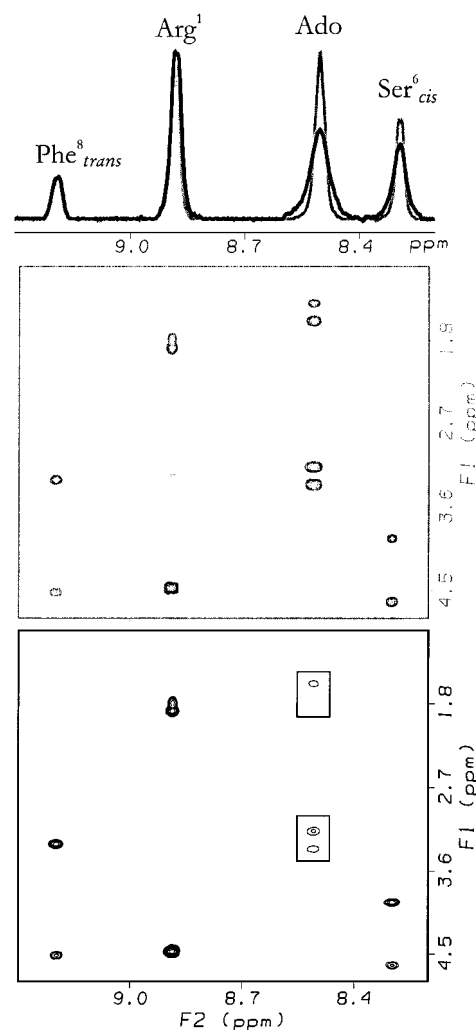 Arg¹ Ado
Ser⁶cis
Phe⁸trans
9.0 8.7 8.4 ppm
1.8
2.7
3.6
4.5
F1 (ppm)
1.8
2.7
3.6
4.5
F1 (ppm)
9.0 8.7 8.4
F2 (ppm)